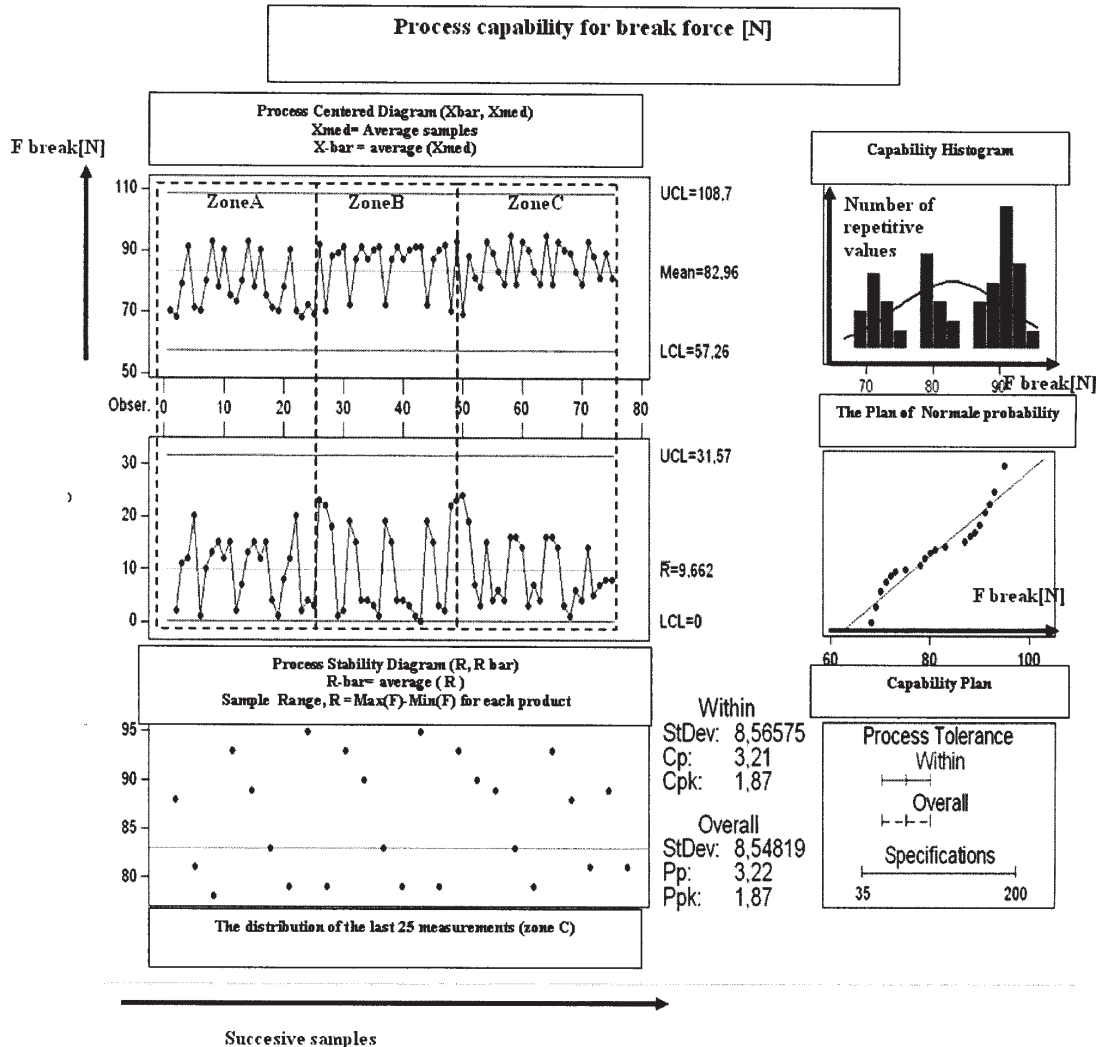 Process capability for break force [N]
Process Centered Diagram (Xbar, Xmed)
Xmed= Average samples
X-bar = average (Xmed)
F break[N]
110
90
70
50
ZoneA
ZoneB
ZoneC
UCL=108,7
Mean=82,96
LCL=57,26
Obser.
0
10
20
30
40
50
60
70
80
30
20
10
0
UCL=31,57
R=9,662
LCL=0
Process Stability Diagram (R, R bar)
R-bar= average ( R )
Sample Range, R =Max(F)-Min(F) for each product
95
90
85
80
The distribution of the last 25 measurements (zone C)
Succesive samples
Within
StDev: 8,56575
Cp: 3,21
Cpk: 1,87
Overall
StDev: 8,54819
Pp: 3,22
Ppk: 1,87
Capability Histogram
Number of
repetitive
values
70
80
90
F break[N]
The Plan of Normale probability
F break[N]
60
80
100
Capability Plan
Process Tolerance
Within
Overall
Specifications
35
200